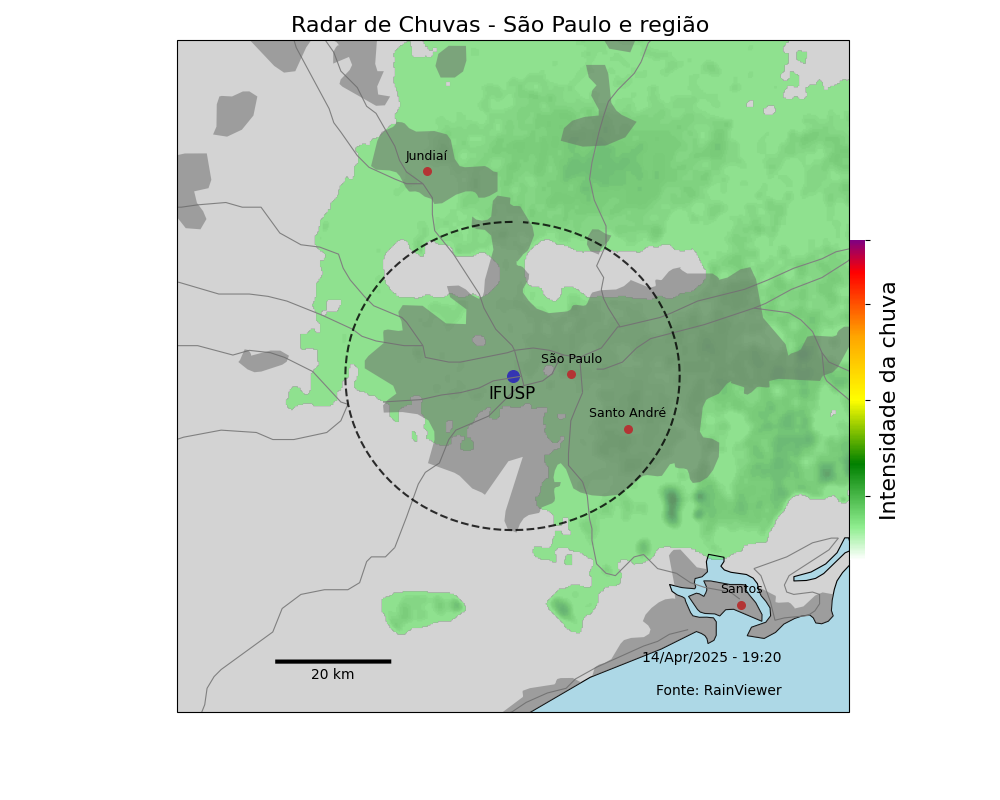 Radar de Chuvas - São Paulo e região
Jundiaí
São Paulo
IFUSP
Santo André
Santos
14/Apr/2025 - 19:20
20 km
Fonte: RainViewer
Intensidade da chuva